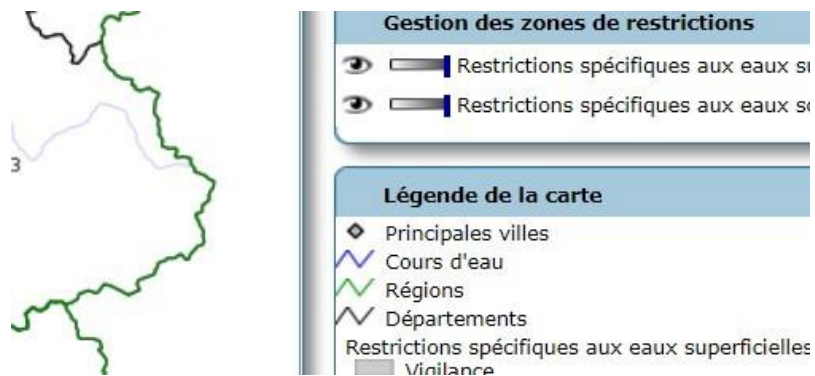 Gestion des zones de restrictions
Restrictions spécifiques aux eaux
Restrictions spécifiques aux eaux
3
Légende de la carte
Principales villes
Cours d'eau
Régions
Départements
Restrictions spécifiques aux eaux superficielles
Vigilance